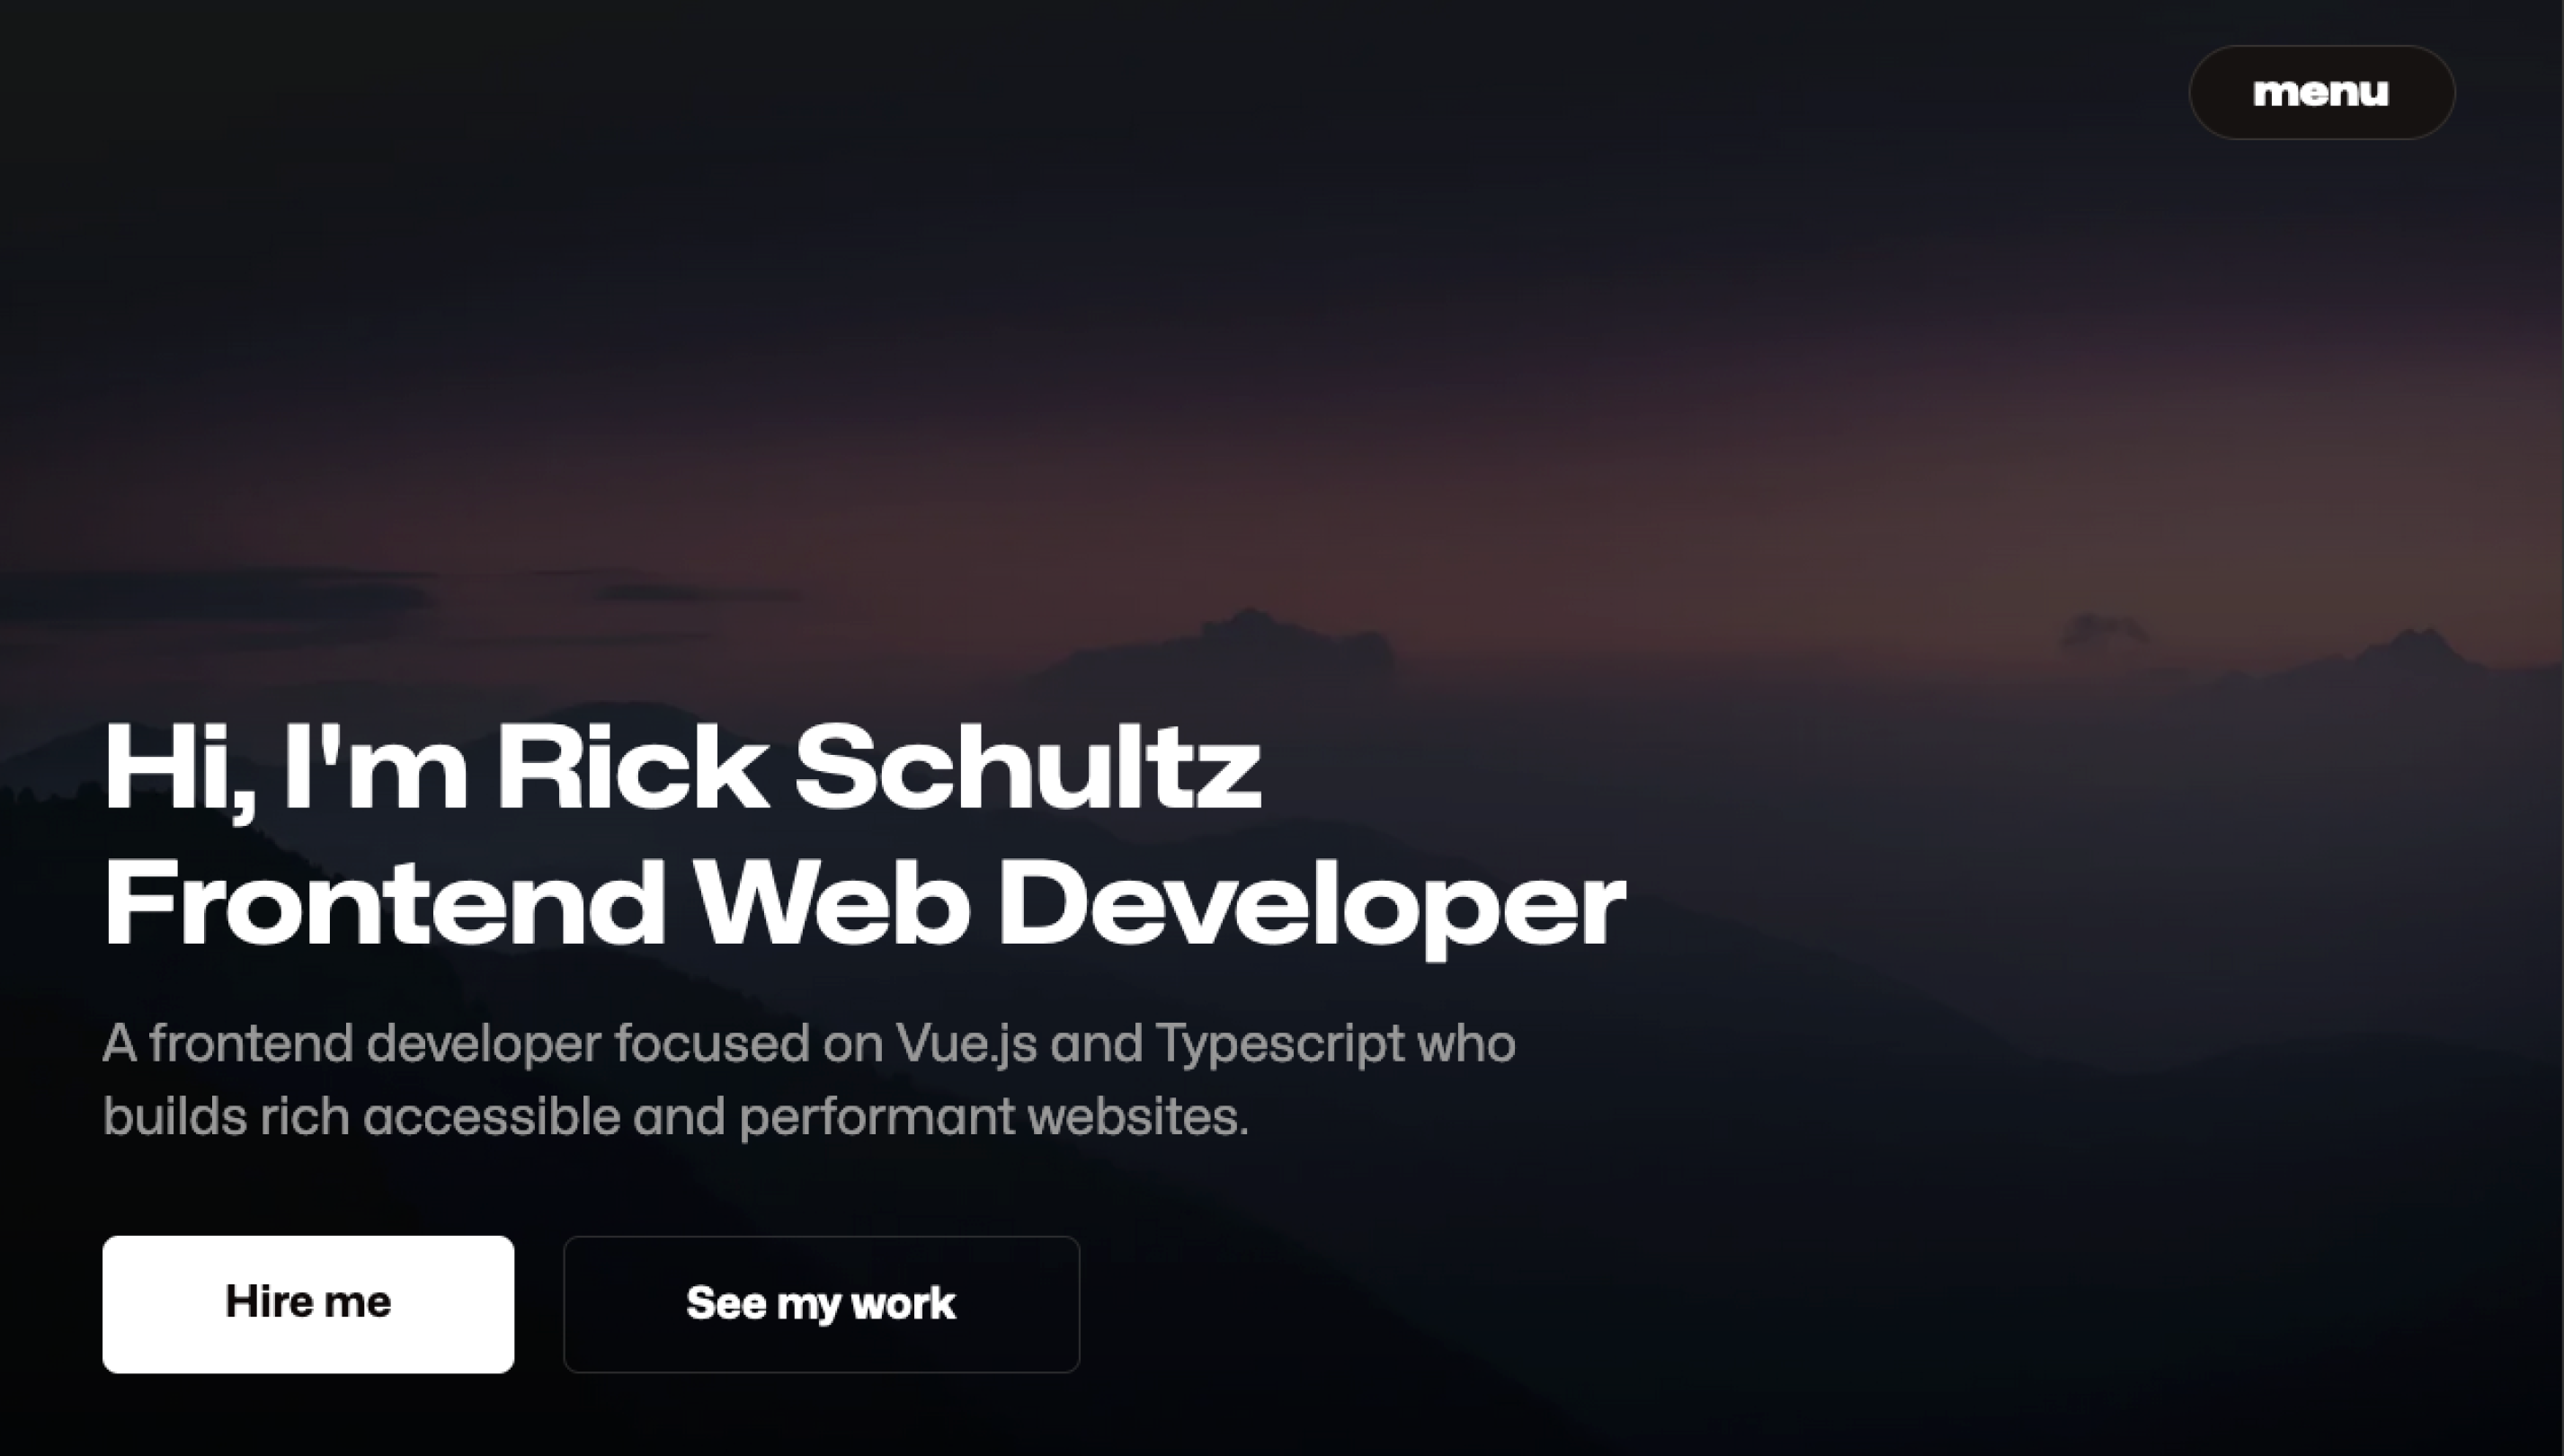 menu
Hi, I'm Rick Schultz
Frontend Web Developer
A frontend developer focused on Vue.js and Typescript who
builds rich accessible and performant websites.
Hire me
See my work